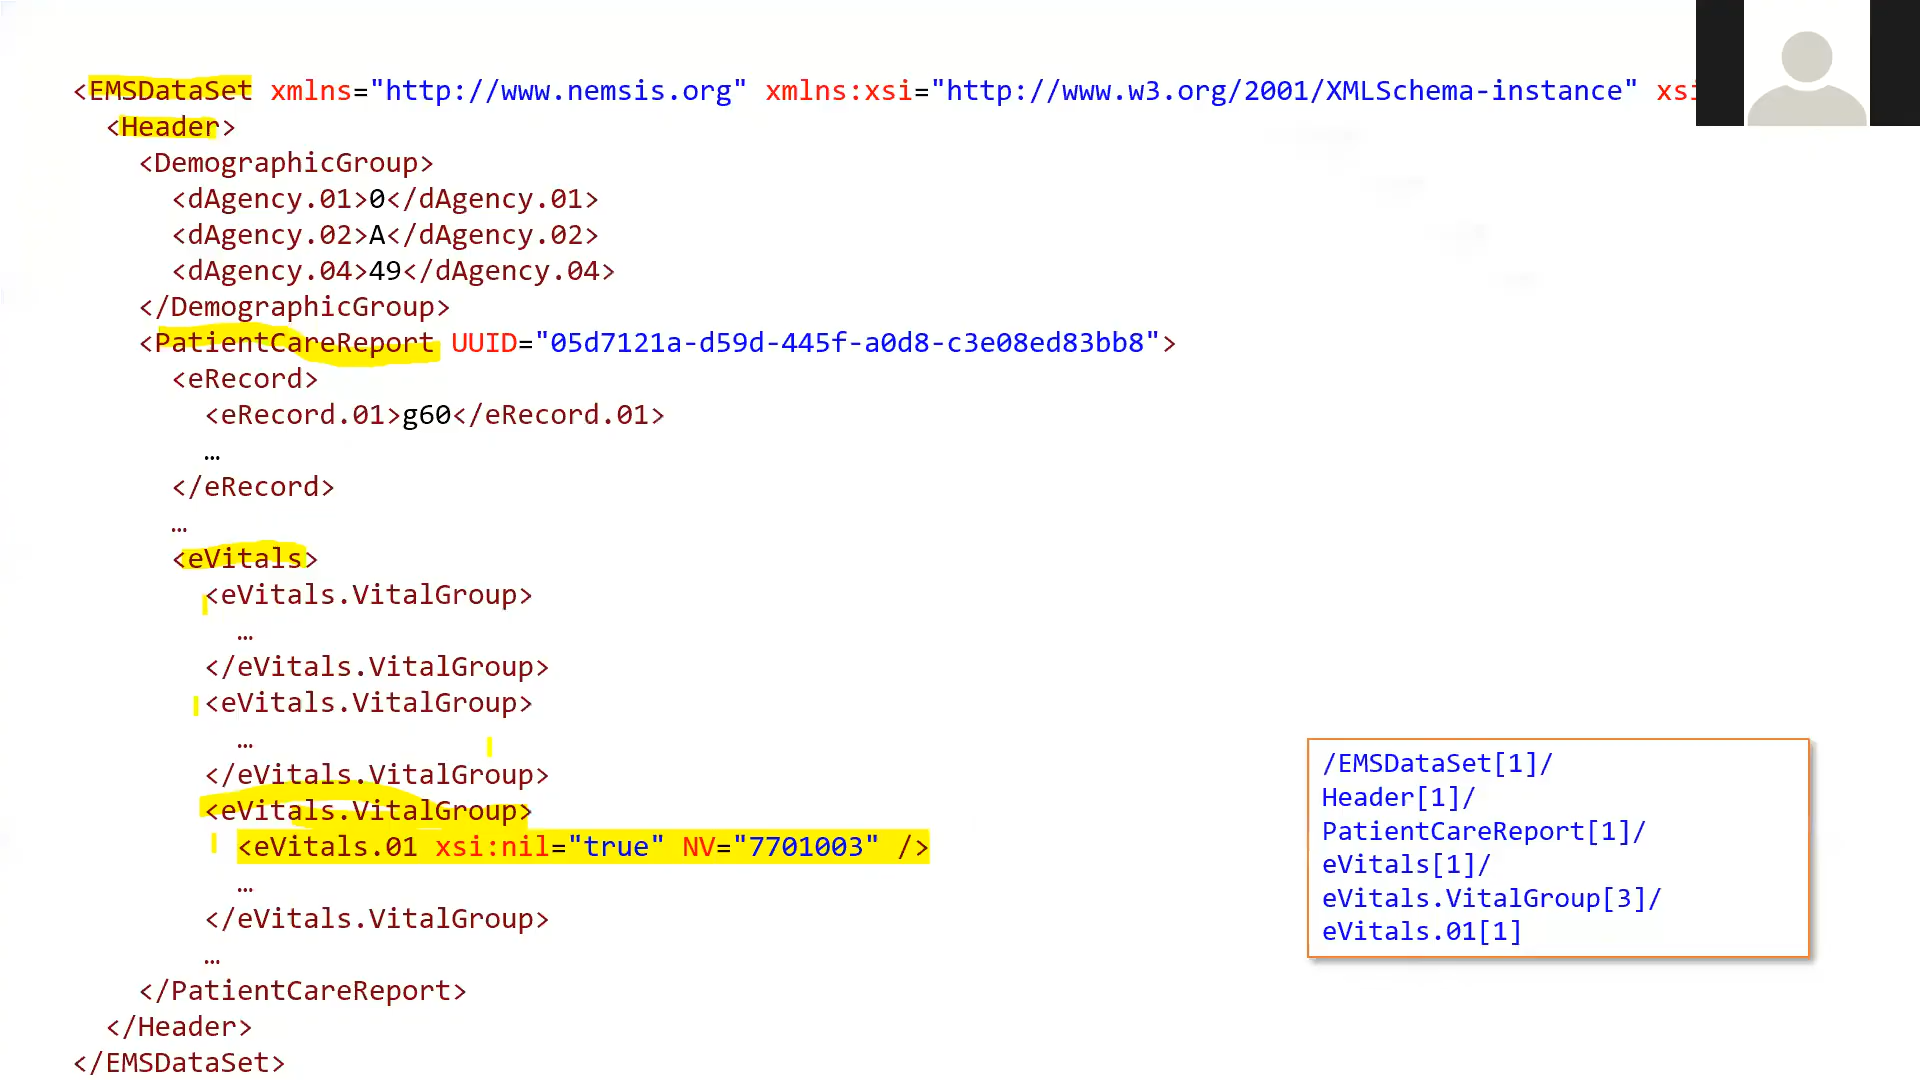 <EMSDataSet xmlns="http://www.nemsis.org" xmlns:xsi="http://www.w3.org/2001/XMLSchema-instance" xsi
<Header>
<DemographicGroup>
<dAgency.01>0</dAgency.01>
<dAgency.02>A</dAgency.02>
<dAgency.04>49</dAgency.04>
</DemographicGroup>
<PatientCareReport UUID="05d7121a-d59d-445f-a0d8-c3e08ed83bb8">
<eRecord>
<eRecord.01>g60</eRecord.01>
…
</eRecord>
…
<eVitals>
<eVitals.VitalGroup>
…
</eVitals.VitalGroup>
<eVitals.VitalGroup>
…
</eVitals.VitalGroup>
<eVitals.VitalGroup>
<eVitals.01 xsi:nil="true" NV="7701003" />
…
</eVitals.VitalGroup>
…
</PatientCareReport>
</Header>
</EMSDataSet>
/EMSDataSet[1]/
Header[1]/
PatientCareReport[1]/
eVitals[1]/
eVitals.VitalGroup[3]/
eVitals.01[1]